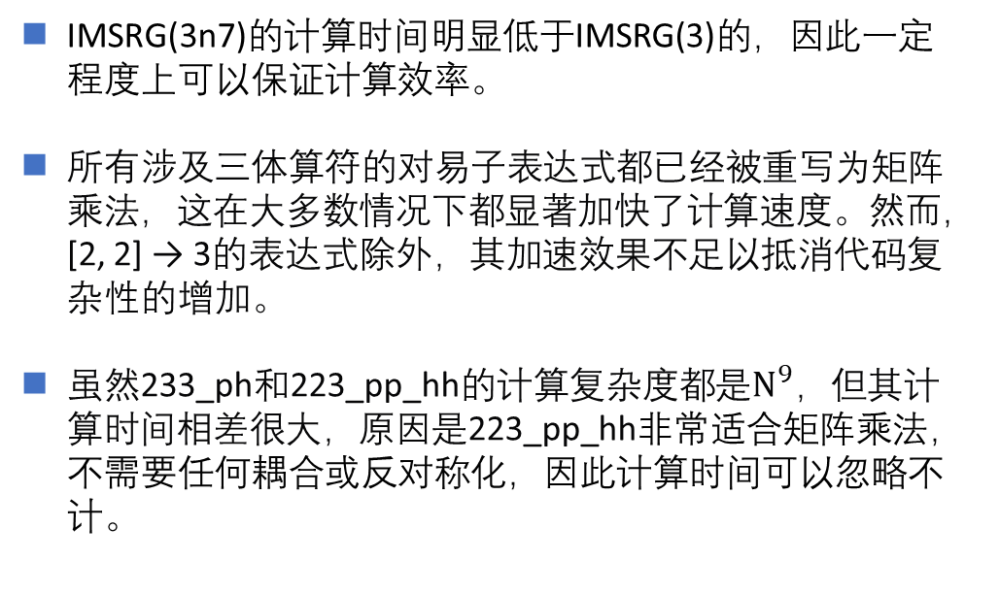 IMSRG(3n7)的计算时间明显低于IMSRG(3)的，因此一定
程度上可以保证计算效率。
所有涉及三体算符的对易子表达式都已经被重写为矩阵
乘法，这在大多数情况下都显著加快了计算速度。然而，
[2, 2] → 3的表达式除外，其加速效果不足以抵消代码复
杂性的增加。
虽然233_ph和223_pp_hh的计算复杂度都是N⁹，但其计
算时间相差很大，原因是223_pp_hh非常适合矩阵乘法，
不需要任何耦合或反对称化，因此计算时间可以忽略不
计。